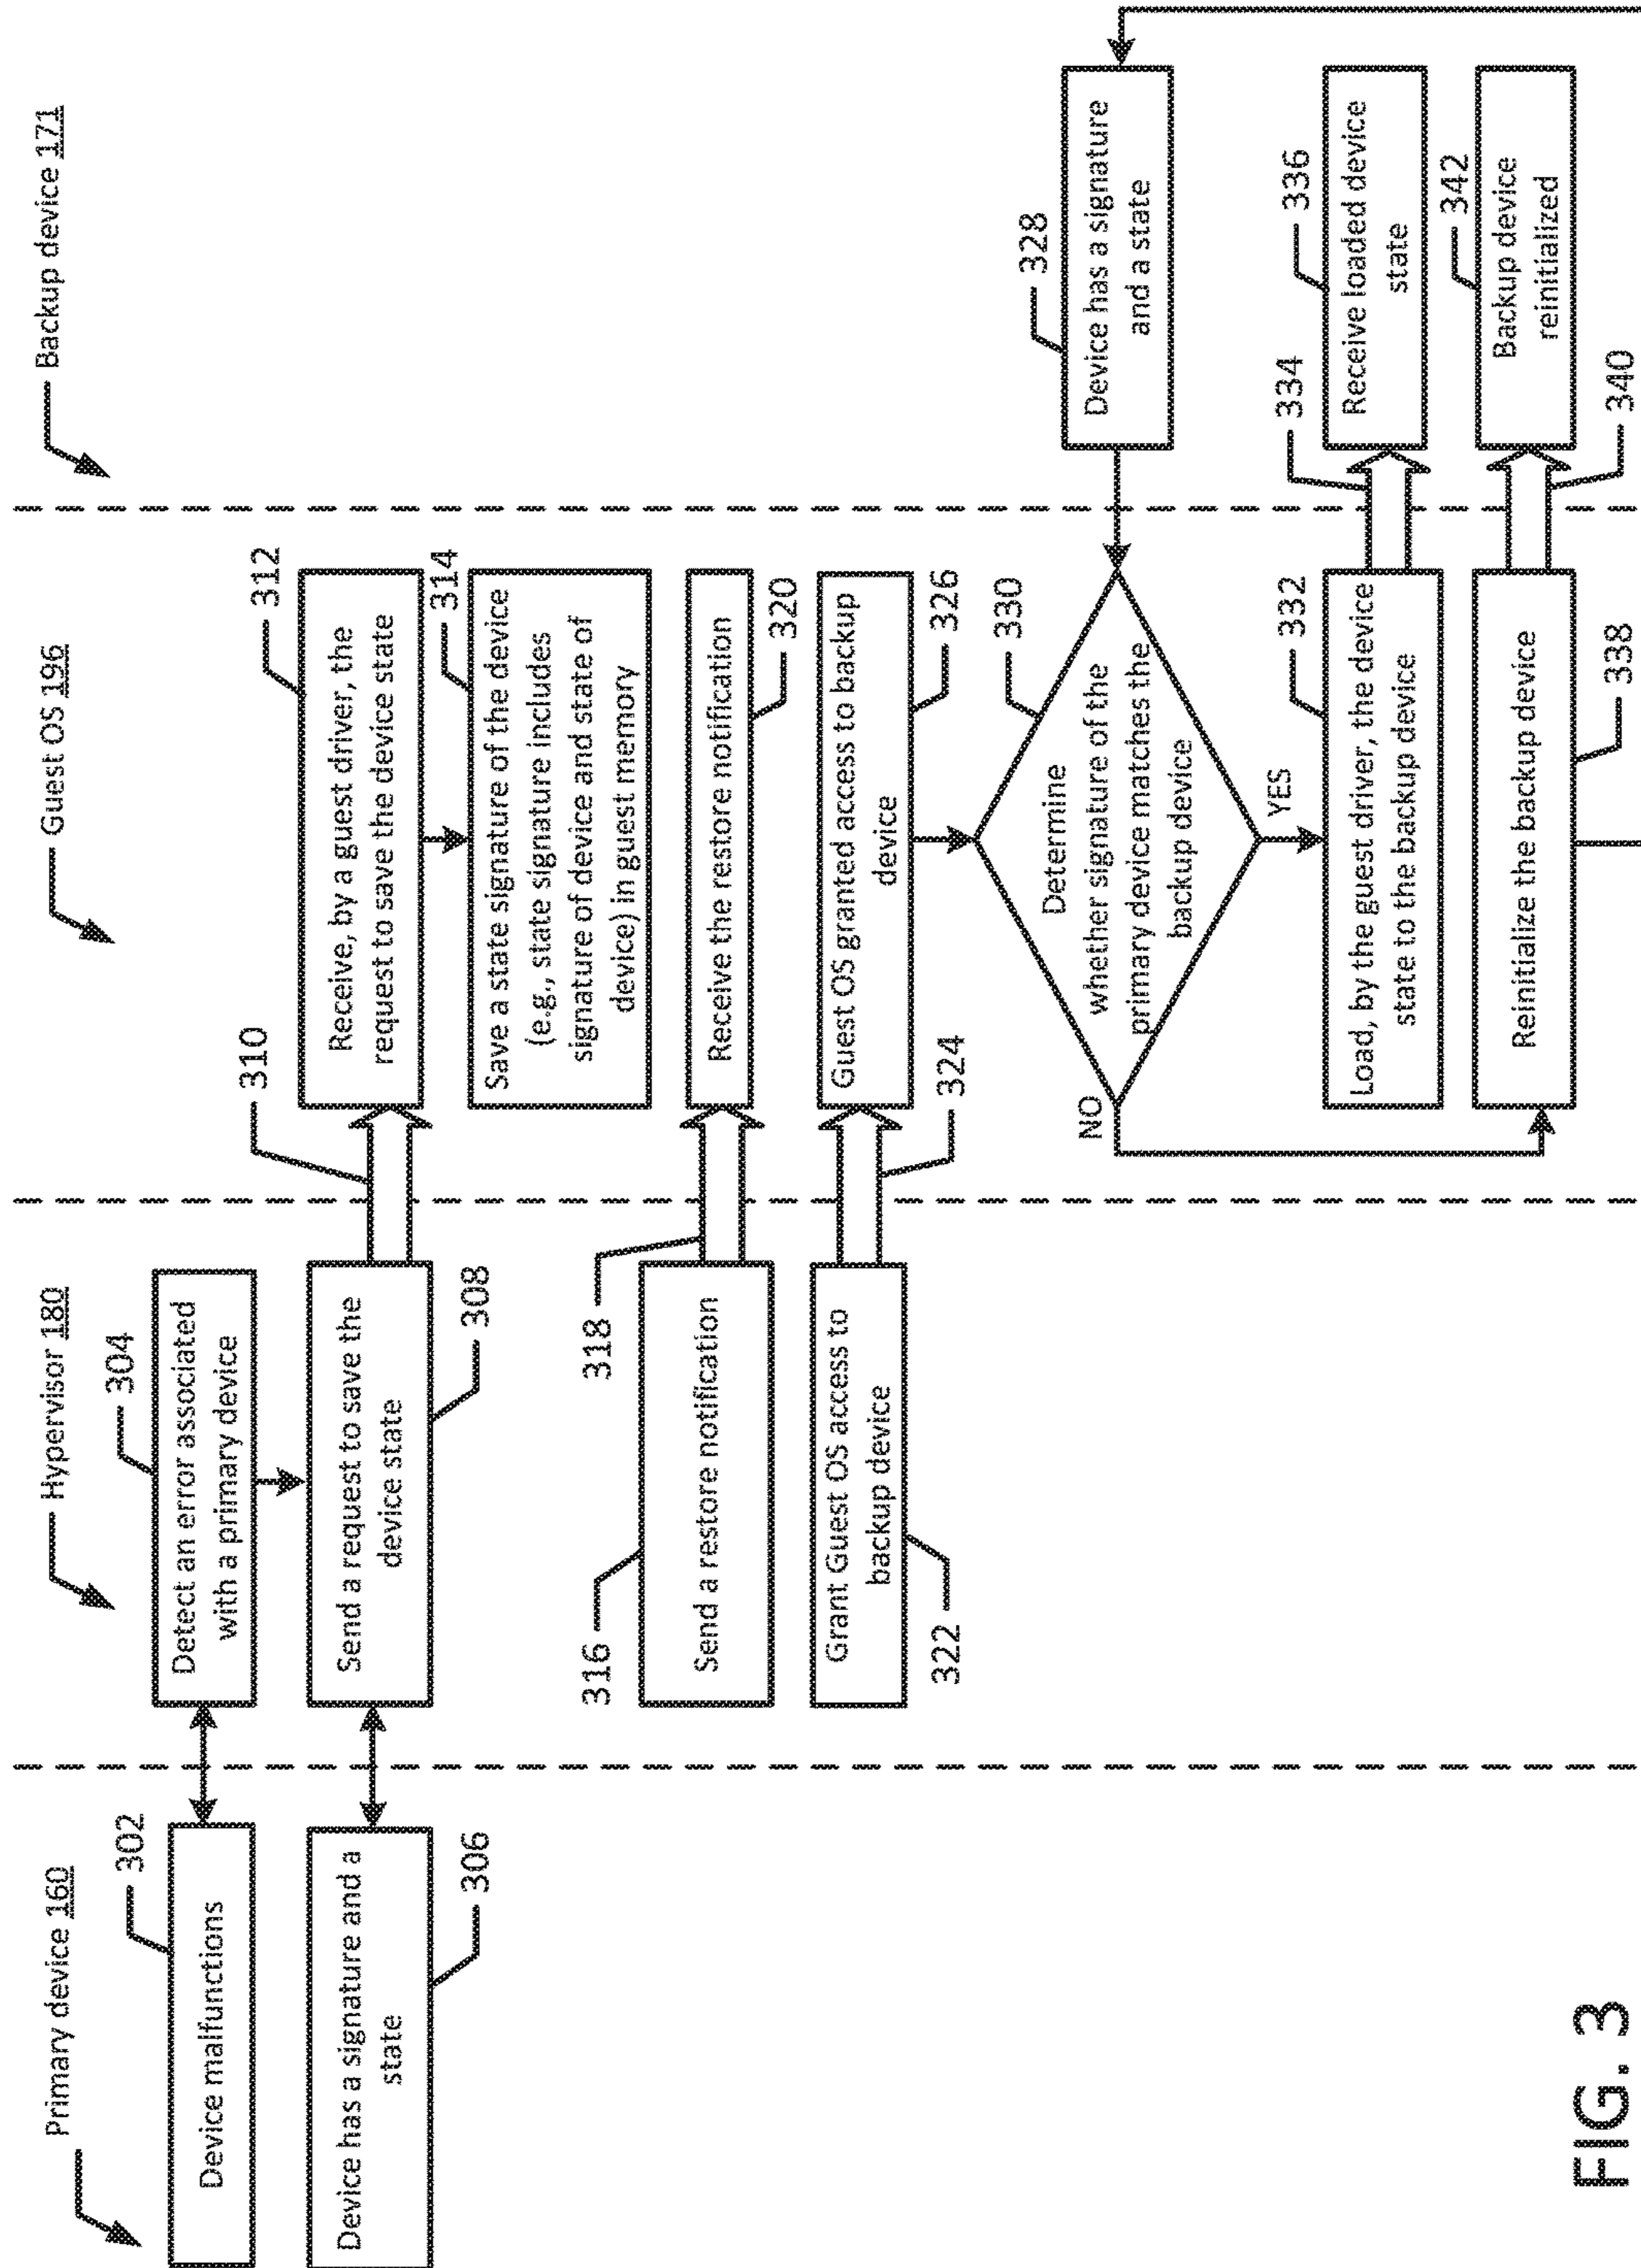 Primary device 160
Hypervisor 180
Guest OS 196
Backup device 171
302
Device malfunctions
304
Detect an error associated
with a primary device
Device has a signature and a
state
306
Send a request to save the
device state
308
310
Receive, by a guest driver, the
request to save the device state
312
Save a state signature of the device
(e.g., state signature includes
signature of device and state of
device) in guest memory
314
316
Send a restore notification
318
Receive the restore notification
320
Grant Guest OS access to
backup device
322
324
Guest OS granted access to backup
device
326
328
Device has a signature
and a state
330
Determine
whether signature of the
primary device matches the
backup device
NO
YES
Load, by the guest driver, the device
state to the backup device
332
334
Receive loaded device
state
336
Reinitialize the backup device
338
340
Backup device
reinitialized
342
FIG. 3